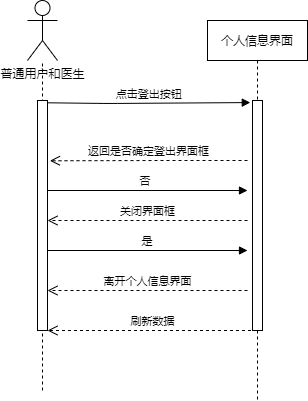 个人信息界面
普通用户和医生
点击登出按钮
返回是否确定登出界面框
否
关闭界面框
是
离开个人信息界面
刷新数据